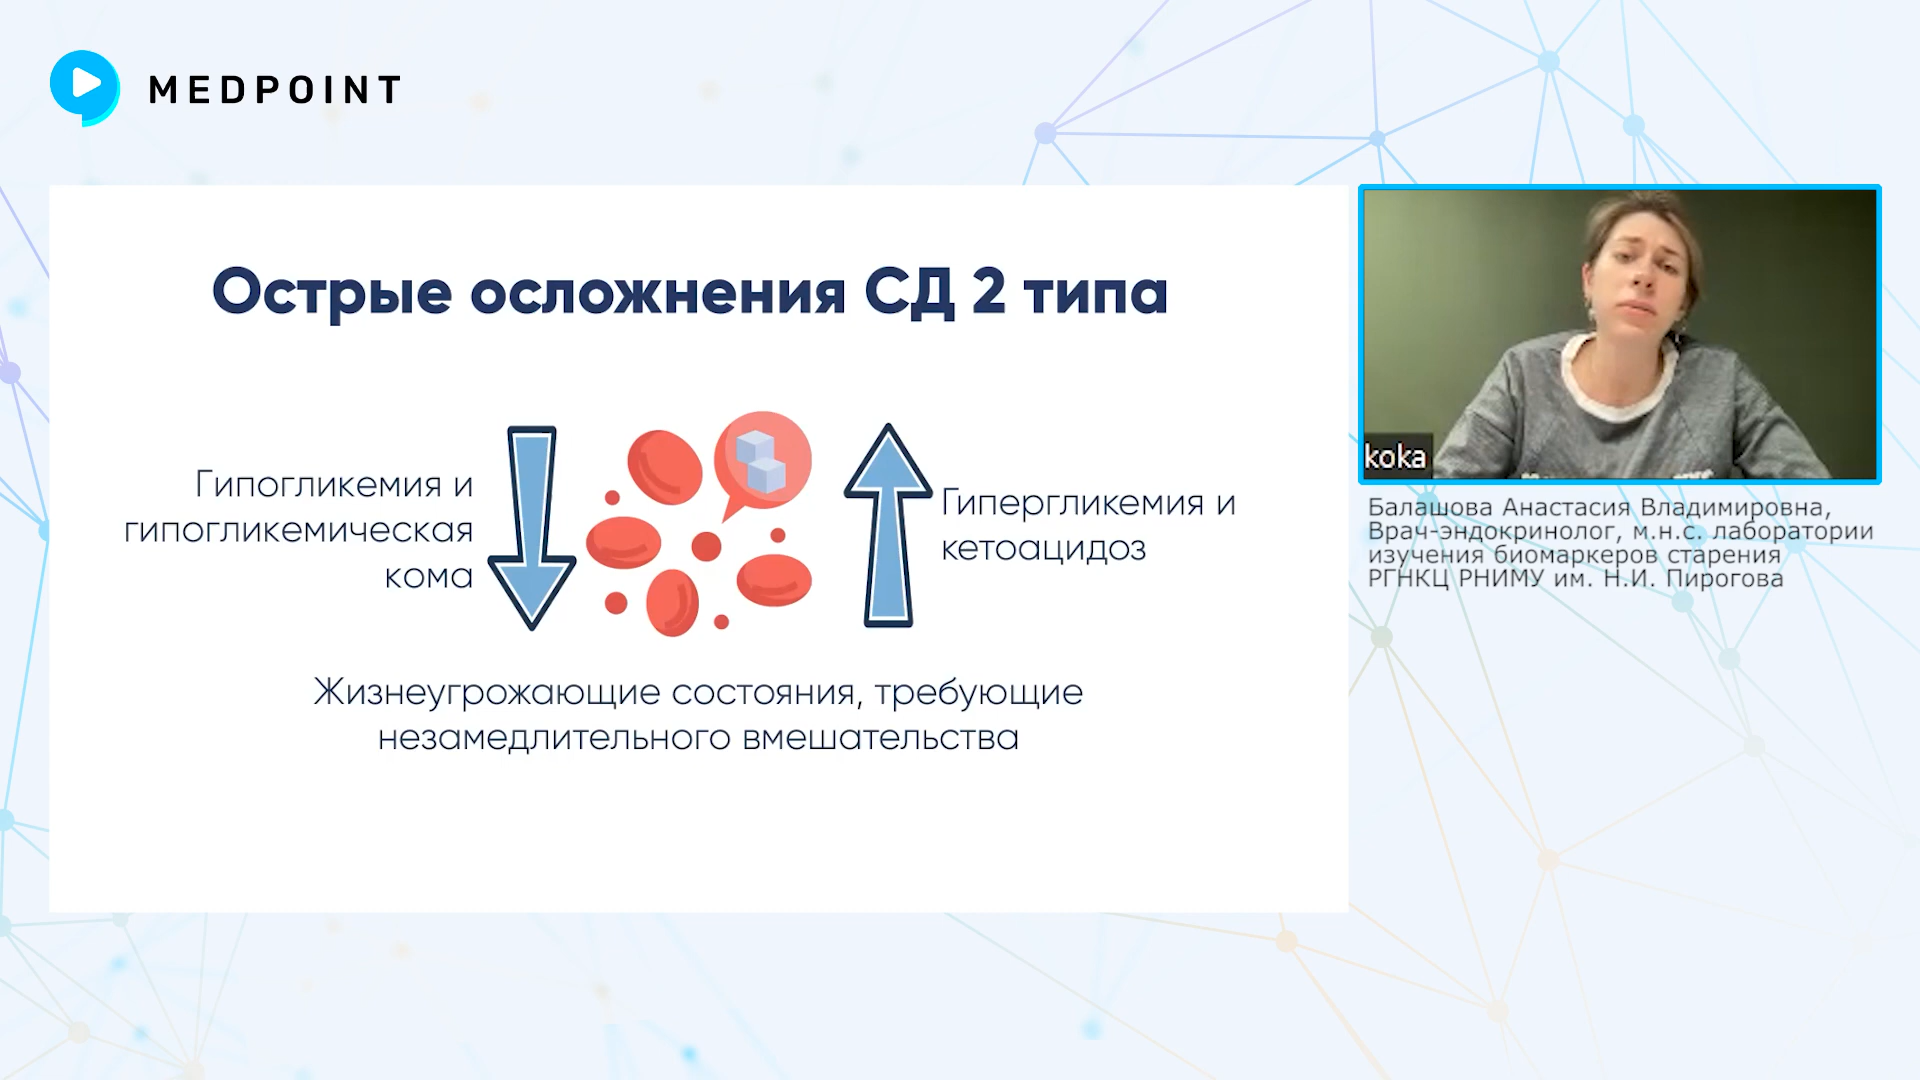 MEDPOINT
Острые осложнения СД 2 типа
Гипогликемия и
гипогликемическая
кома
Гипергликемия и
кетоацидоз
Жизнеугрожающие состояния, требующие
незамедлительного вмешательства
koka
Балашова Анастасия Владимировна,
Врач-эндокринолог, м.н.с. лаборатории
изучения биомаркеров старения
РГНКЦ РНИМУ им. Н.И. Пирогова